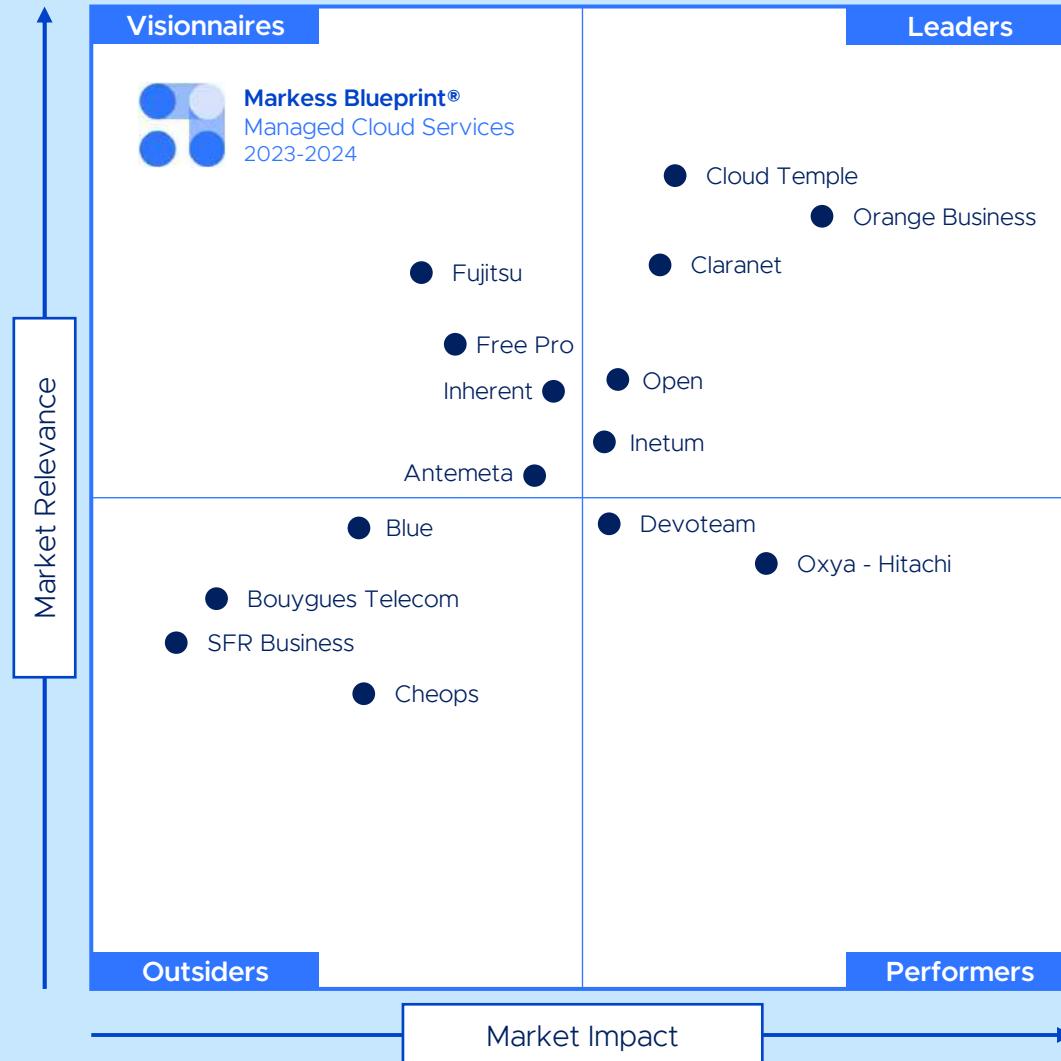 Visionnaires
Leaders
Markess Blueprint®
Managed Cloud Services
2023-2024
Cloud Temple
Orange Business
Claranet
Fujitsu
Free Pro
Open
Inherent
Inetum
Antemeta
Market Relevance
Devoteam
Blue
Oxya - Hitachi
Bouygues Telecom
SFR Business
Cheops
Outsiders
Performers
Market Impact